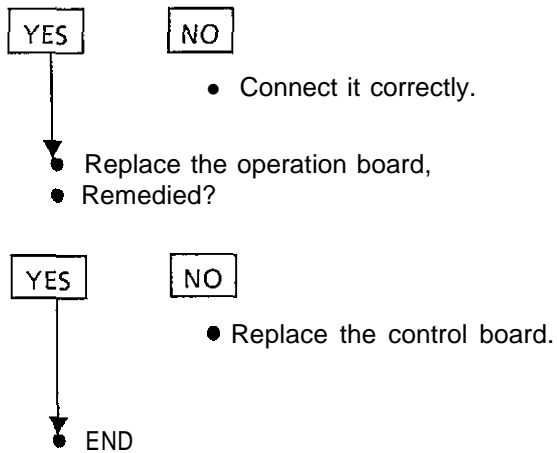 YES NO
● Connect it correctly.
● Replace the operation board,
● Remedied?
YES NO
● Replace the control board.
● END